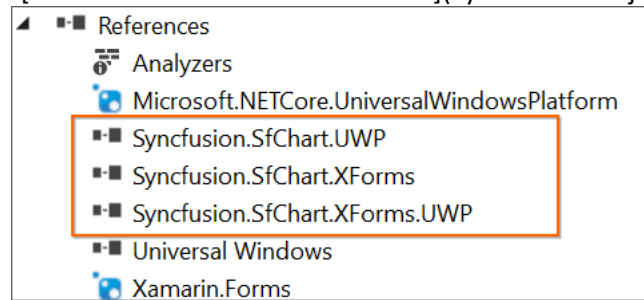 References
Analyzers
Microsoft.NETCore.UniversalWindowsPlatform
Syncfusion.SfChart.UWP
Syncfusion.SfChart.XForms
Syncfusion.SfChart.XForms.UWP
Universal Windows
Xamarin.Forms